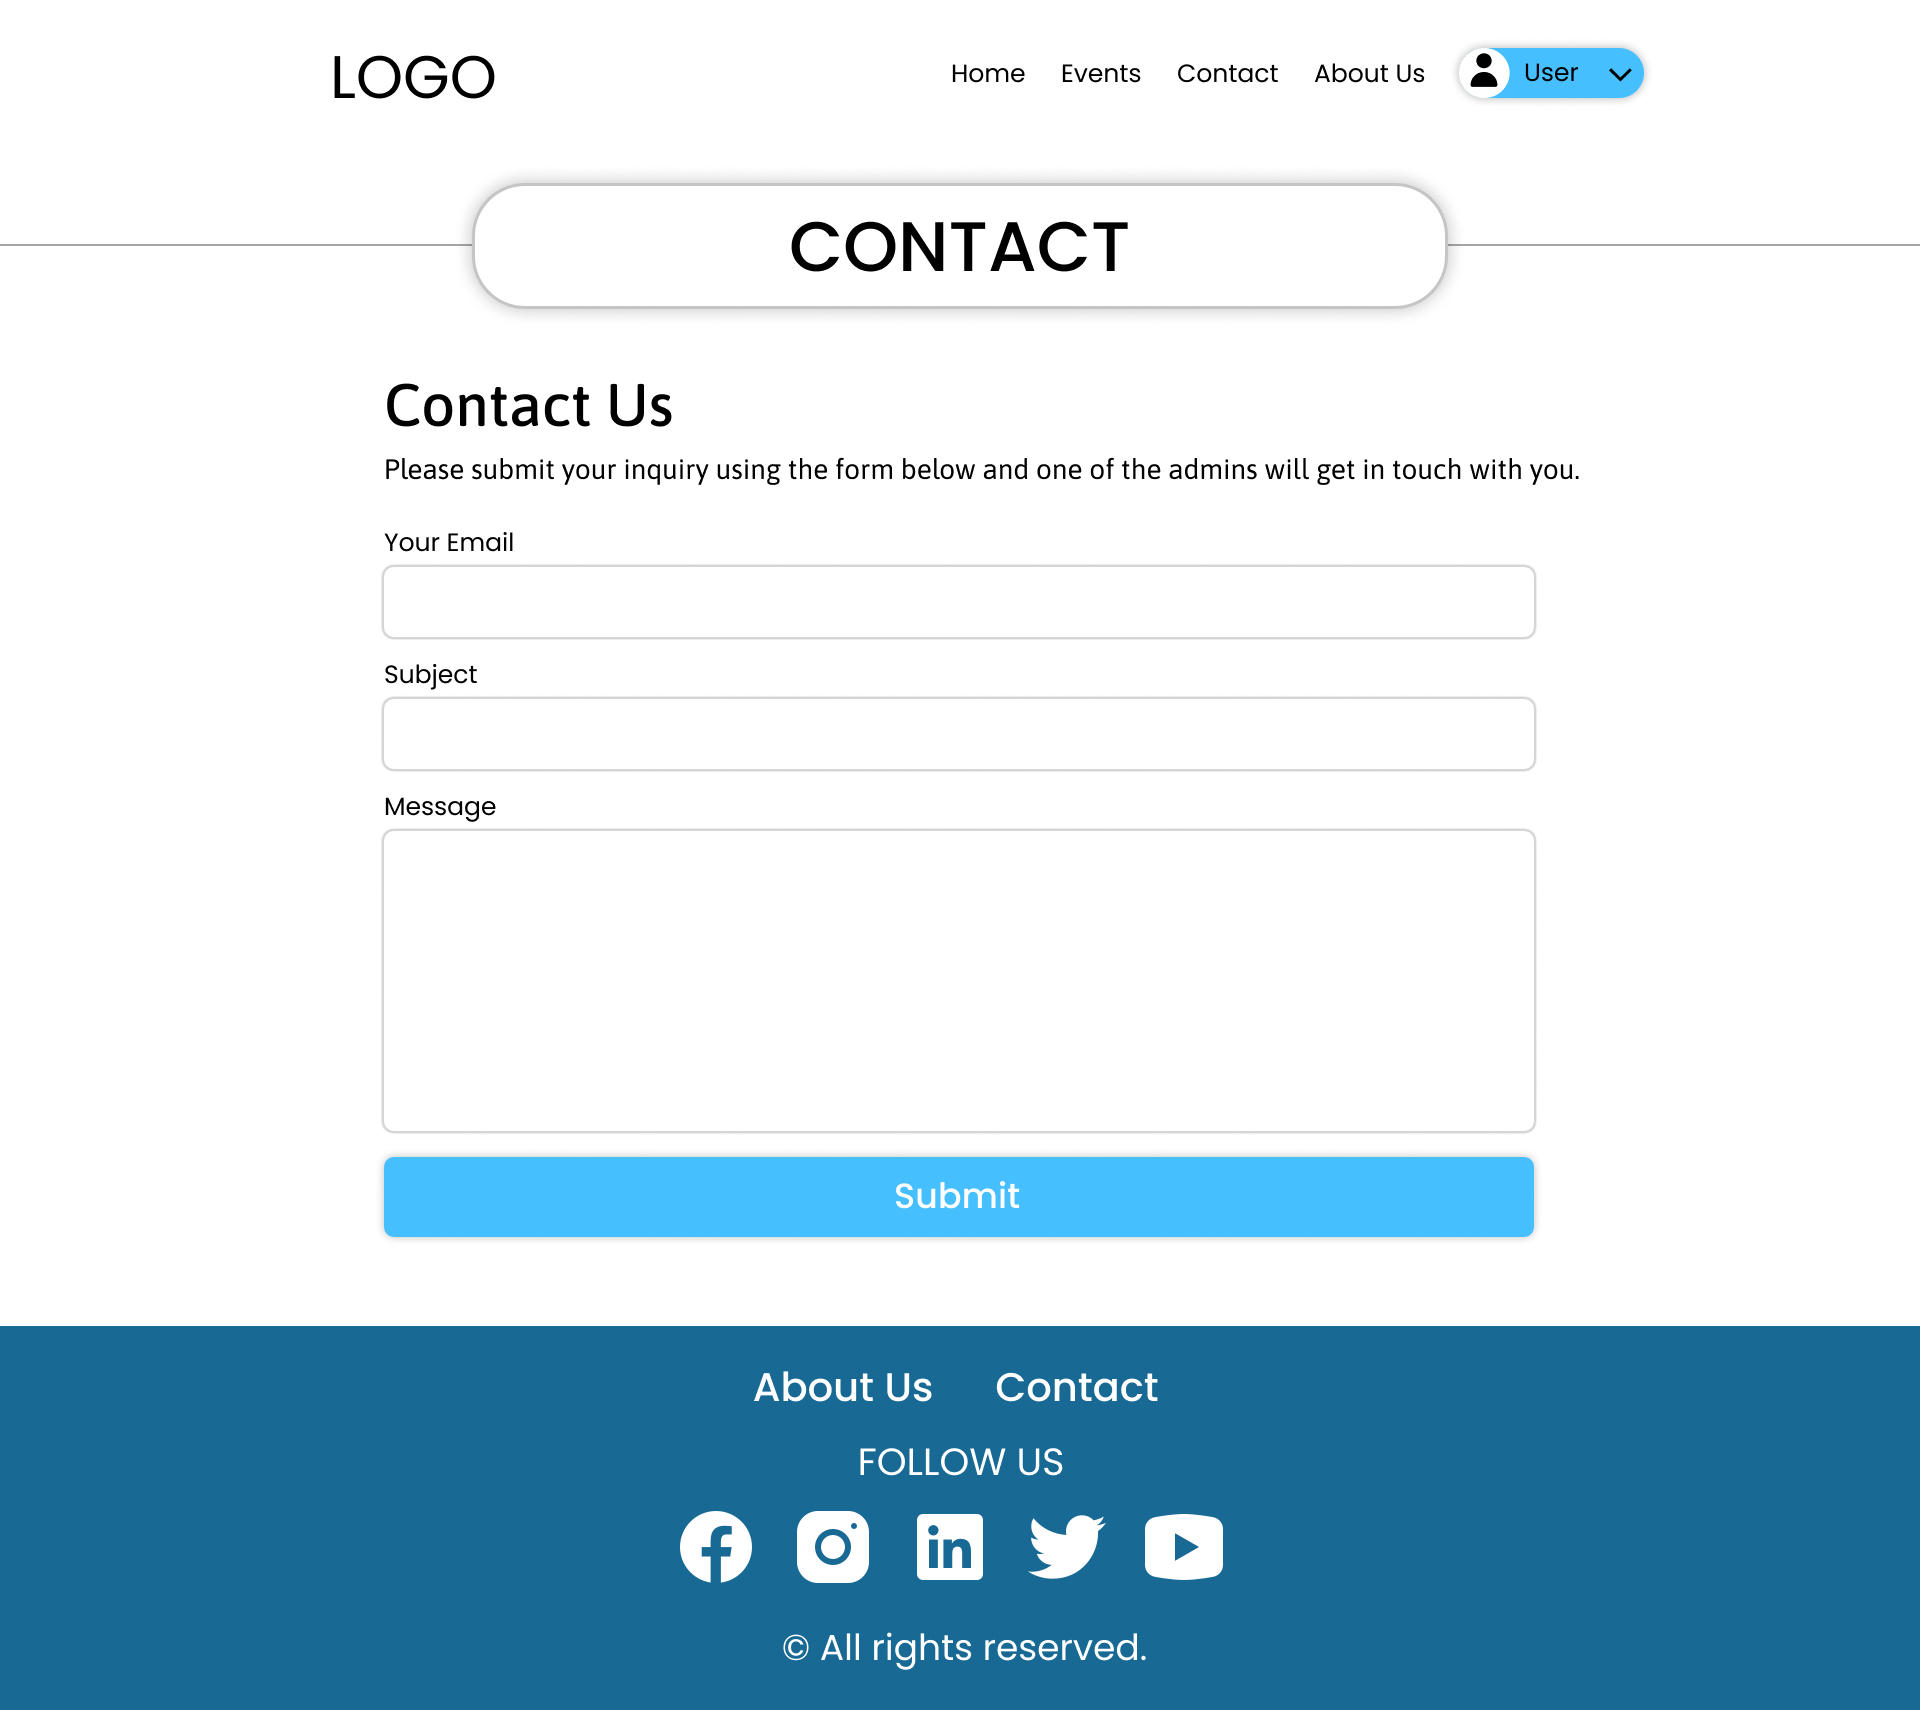 LOGO
Home Events Contact About Us User
CONTACT
Contact Us
Please submit your inquiry using the form below and one of the admins will get in touch with you.
Your Email
Subject
Message
Submit
About Us Contact
FOLLOW US
© All rights reserved.